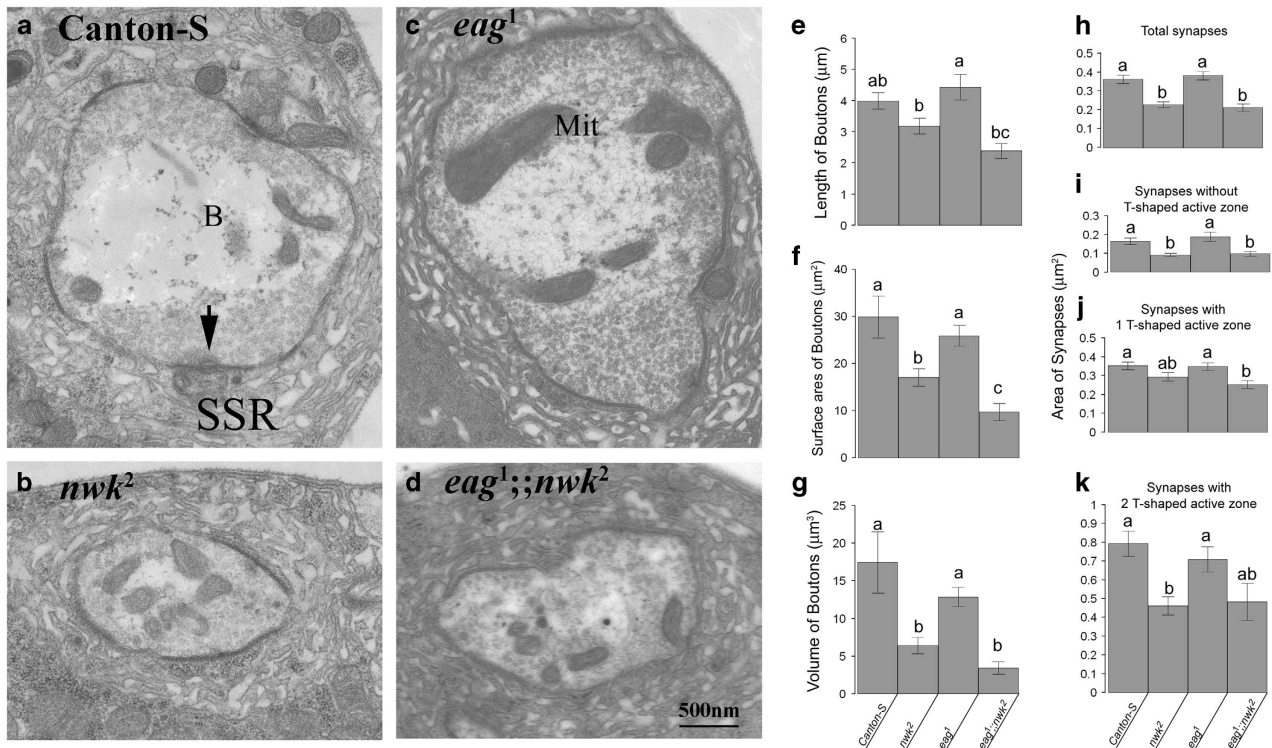 a Canton-S
B
SSR
b nwk²
c eag¹
Mit
d eag¹;;nwk²
500nm
e
Length of Boutons (μm)
6
5
4
3
2
1
0
ab
b
a
bc
f
Surface areas of Boutons (μm²)
40
30
20
10
0
a
b
a
c
g
Volume of Boutons (μm³)
25
20
15
10
5
0
a
b
a
b
Canton-S
nwk²
eag¹
eag¹;;nwk²
h
Total synapses
0.5
0.4
0.3
0.2
0.1
0
a
b
a
b
Area of Synapses (μm²)
i
Synapses without
T-shaped active zone
0.3
0.2
0.1
0
a
b
a
b
j
Synapses with
1 T-shaped active zone
0.5
0.4
0.3
0.2
0.1
0
a
ab
a
b
k
Synapses with
2 T-shaped active zone
1
0.9
0.8
0.7
0.6
0.5
0.4
0.3
0.2
0.1
0
a
b
a
ab
Canton-S
nwk²
eag¹
eag¹;;nwk²